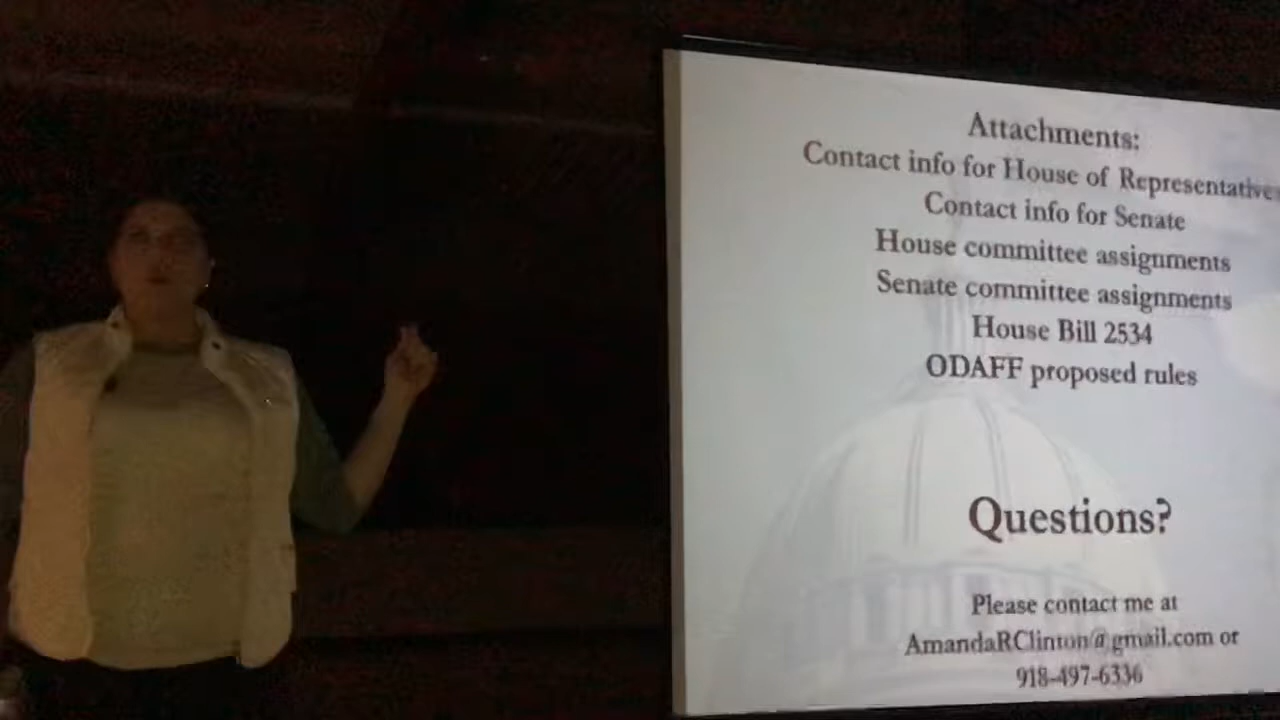 Attachments:
Contact info for House of Representatives
Contact info for Senate
House committee assignments
Senate committee assignments
House Bill 2534
ODAFF proposed rules
Questions?
Please contact me at
AmandaRClinton@gmail.com or
918-497-6336